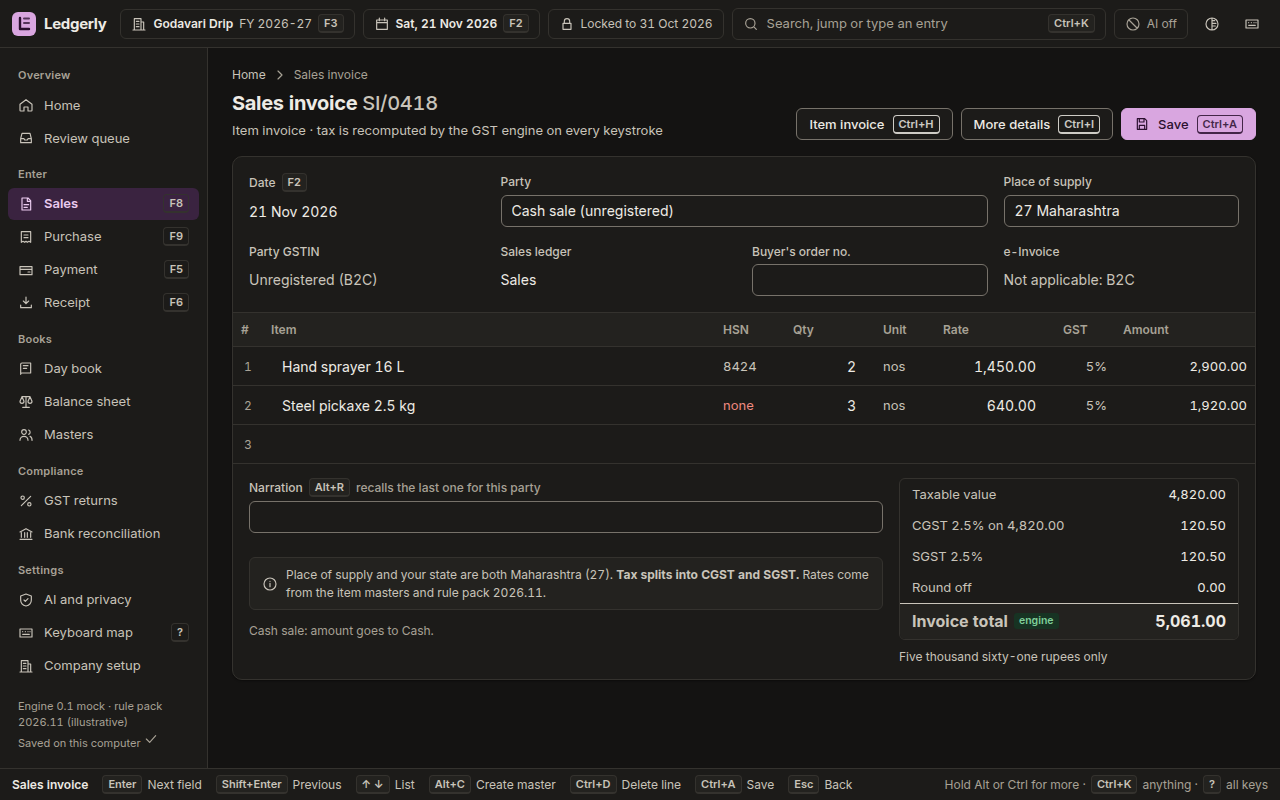 Ledgerly
Godavari Drip FY 2026-27 F3
Sat, 21 Nov 2026 F2
Locked to 31 Oct 2026
Search, jump or type an entry Ctrl+K
AI off
Overview
Home
Review queue
Enter
Sales F8
Purchase F9
Payment F5
Receipt F6
Books
Day book
Balance sheet
Masters
Compliance
GST returns
Bank reconciliation
Settings
AI and privacy
Keyboard map ?
Company setup
Engine 0.1 mock · rule pack
2026.11 (illustrative)
Saved on this computer
Home > Sales invoice
Sales invoice SI/0418
Item invoice · tax is recomputed by the GST engine on every keystroke
Item invoice Ctrl+H
More details Ctrl+I
Save Ctrl+A
Date F2
21 Nov 2026
Party
Cash sale (unregistered)
Place of supply
27 Maharashtra
Party GSTIN
Unregistered (B2C)
Sales ledger
Sales
Buyer's order no.
e-Invoice
Not applicable: B2C
# Item HSN Qty Unit Rate GST Amount
1 Hand sprayer 16 L 8424 2 nos 1,450.00 5% 2,900.00
2 Steel pickaxe 2.5 kg none 3 nos 640.00 5% 1,920.00
3
Narration Alt+R recalls the last one for this party
Place of supply and your state are both Maharashtra (27). Tax splits into CGST and SGST. Rates come
from the item masters and rule pack 2026.11.
Cash sale: amount goes to Cash.
Taxable value 4,820.00
CGST 2.5% on 4,820.00 120.50
SGST 2.5% 120.50
Round off 0.00
Invoice total engine 5,061.00
Five thousand sixty-one rupees only
Sales invoice Enter Next field Shift+Enter Previous ↑ ↓ List Alt+C Create master Ctrl+D Delete line Ctrl+A Save Esc Back Hold Alt or Ctrl for more · Ctrl+K anything · ? all keys